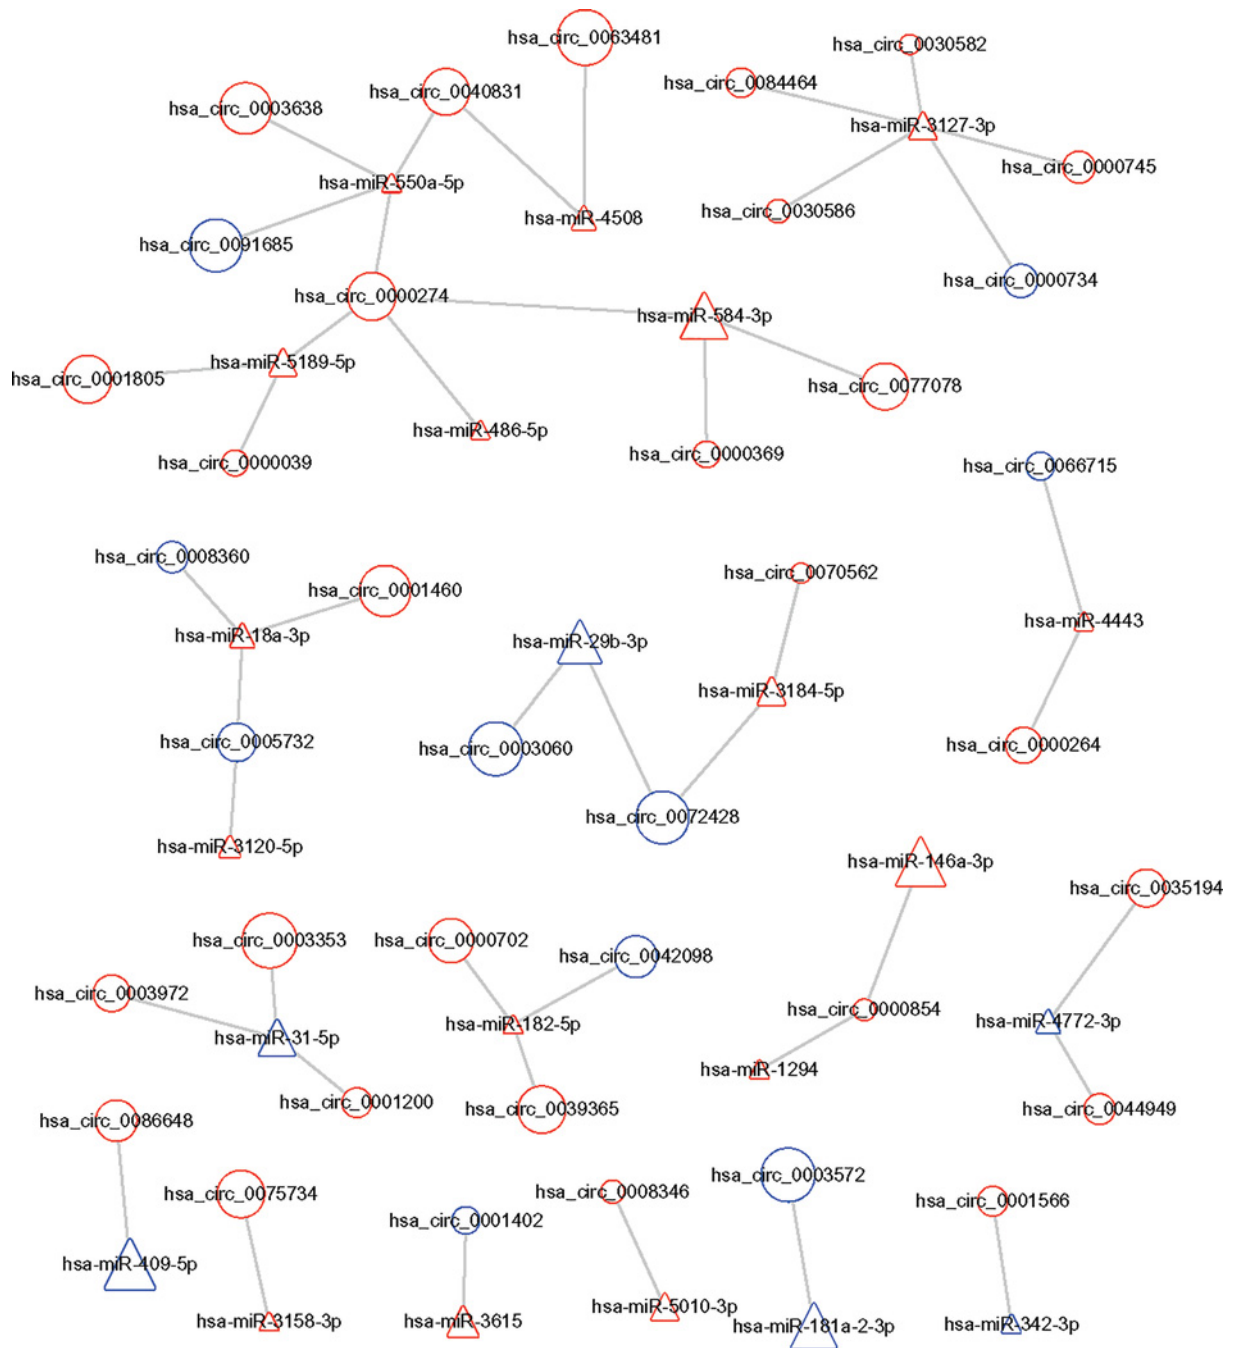 hsa_circ_0063481
hsa_circ_0030582
hsa_circ_0084464
hsa_circ_0040831
hsa_circ_0003638
hsa-miR-3127-3p
hsa_circ_0000745
hsa-miR-550a-5p
hsa_circ_0030586
hsa-miR-4508
hsa_circ_0091685
hsa_circ_0000734
hsa_circ_0000274
hsa-miR-584-3p
hsa-miR-5189-5p
hsa_circ_0001805
hsa_circ_0077078
hsa-miR-486-5p
hsa_circ_0000369
hsa_circ_0000039
hsa_circ_0066715
hsa_circ_0008360
hsa_circ_0070562
hsa_circ_0001460
hsa-miR-4443
hsa-miR-18a-3p
hsa-miR-29b-3p
hsa-miR-3184-5p
hsa_circ_0005732
hsa_circ_0003060
hsa_circ_0000264
hsa_circ_0072428
hsa-miR-3120-5p
hsa-miR-146a-3p
hsa_circ_0035194
hsa_circ_0003353
hsa_circ_0000702
hsa_circ_0042098
hsa_circ_0003972
hsa_circ_0000854
hsa-miR-4772-3p
hsa-miR-182-5p
hsa-miR-31-5p
hsa-miR-1294
hsa_circ_0001200
hsa_circ_0039365
hsa_circ_0044949
hsa_circ_0086648
hsa_circ_0003572
hsa_circ_0075734
hsa_circ_0008346
hsa_circ_0001566
hsa_circ_0001402
hsa-miR-409-5p
hsa-miR-5010-3p
hsa-miR-3158-3p
hsa-miR-3615
hsa-miR-181a-2-3p
hsa-miR-342-3p